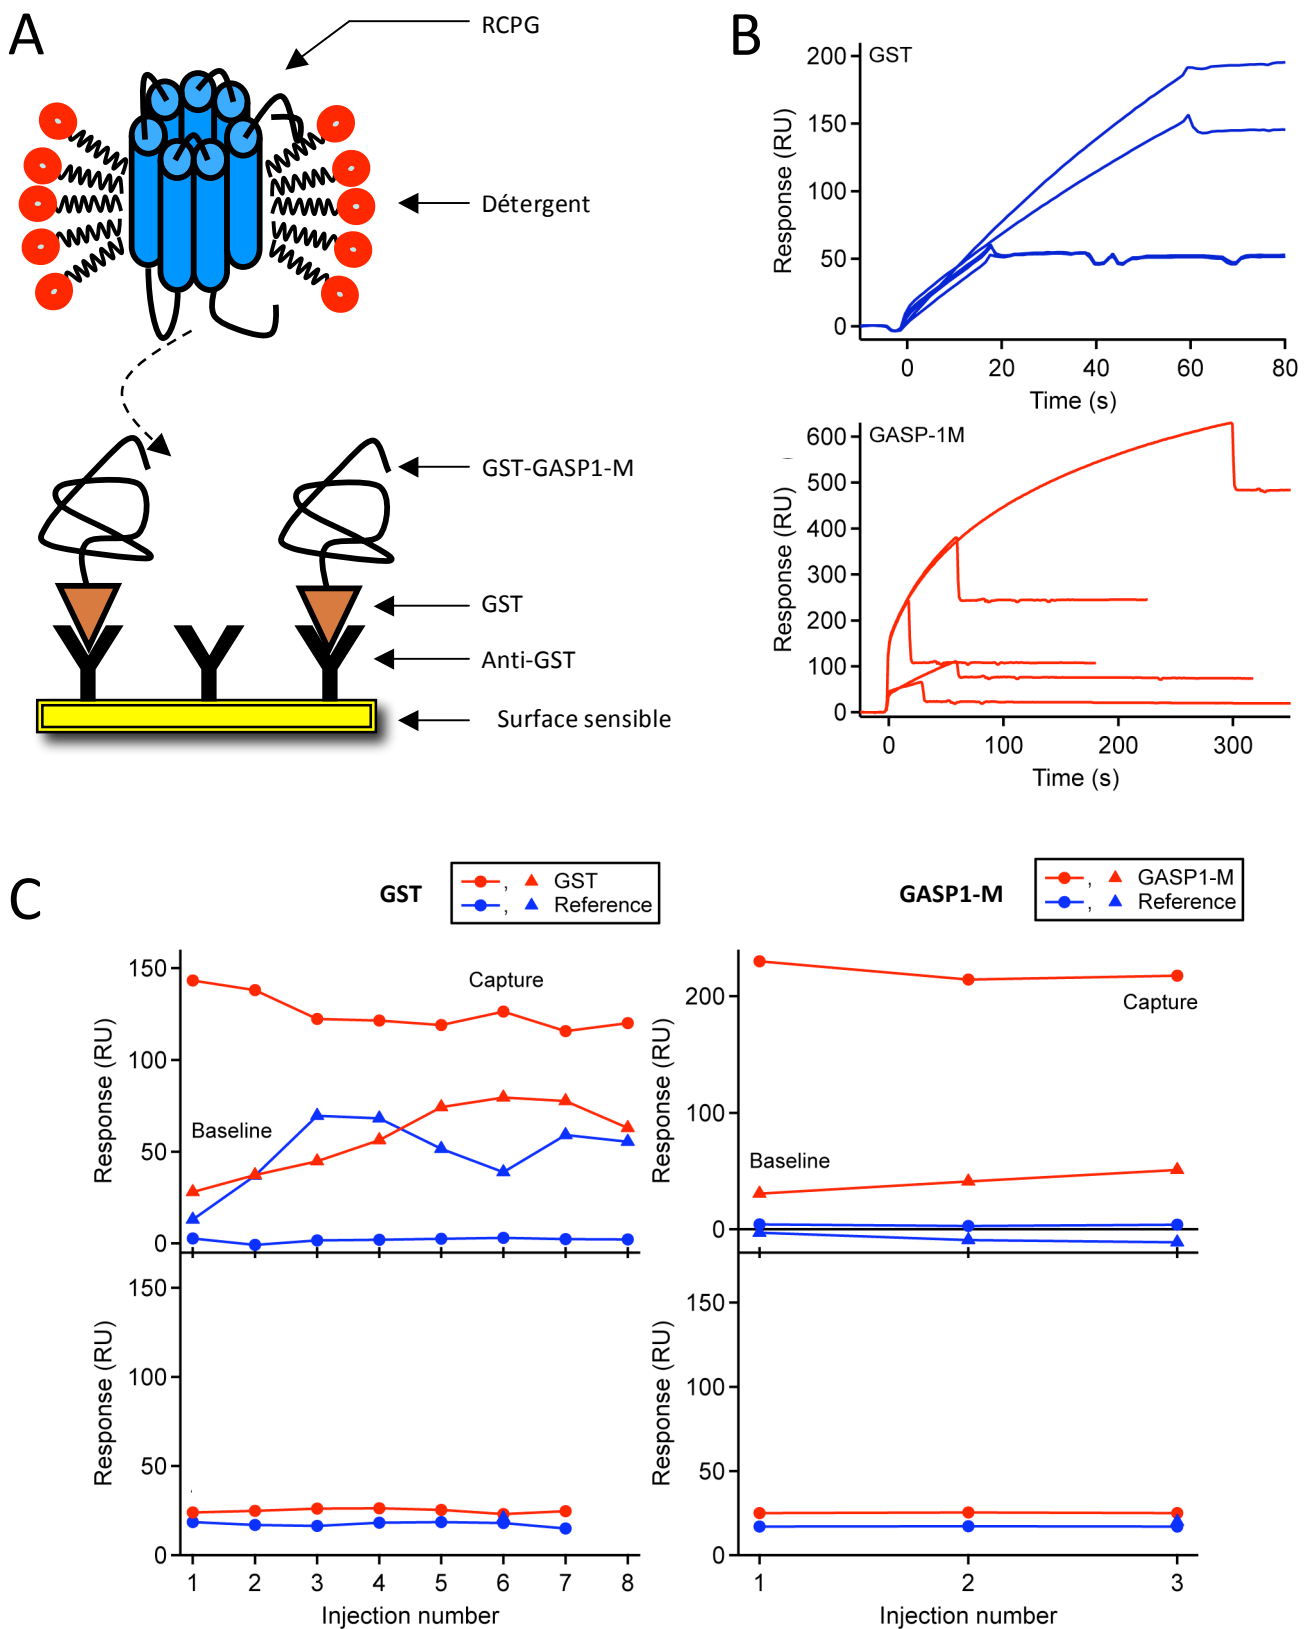 A
RCPG
Détergent
GST-GASP1-M
GST
Anti-GST
Surface sensible
B
GST
Response (RU)
200
150
100
50
0
0 20 40 60 80
Time (s)
GASP-1M
Response (RU)
600
500
400
300
200
100
0
0 100 200 300
Time (s)
C
GST
, GST
, Reference
Response (RU)
150
100
50
0
Capture
Baseline
Response (RU)
150
100
50
0
1 2 3 4 5 6 7 8
Injection number
GASP1-M
, GASP1-M
, Reference
Response (RU)
200
100
0
Capture
Baseline
Response (RU)
150
100
50
0
1 2 3
Injection number